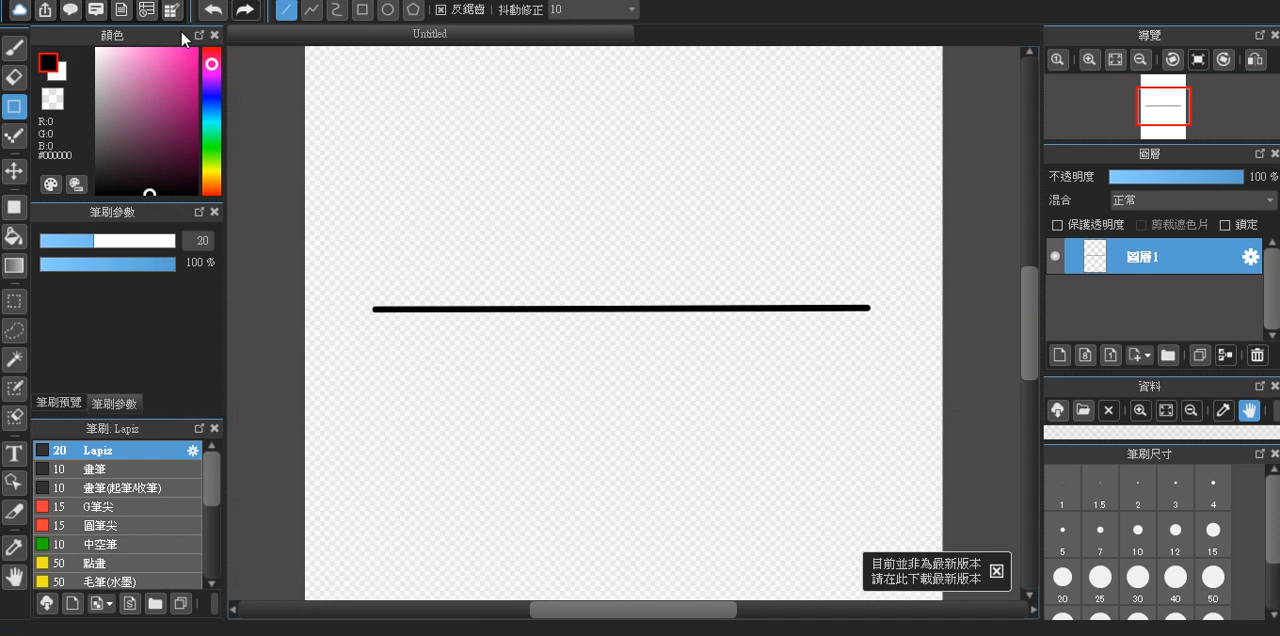 反鋸齒 抖動修正 10
顏色
Untitled
導覽
R:0
G:0
B:0
#000000
筆刷參數
20
100 %
筆刷預覽 筆刷參數
筆刷: Lapiz
20 Lapiz
10 畫筆
10 畫筆(起筆/收筆)
15 G筆尖
15 圓筆尖
10 中空筆
50 點畫
50 毛筆(水墨)
目前並非為最新版本
請在此下載最新版本
圖層
不透明度 100 %
混合 正常
保護透明度 剪裁遮色片 鎖定
圖層1
資料
筆刷尺寸
1 1.5 2 3 4
5 7 10 12 15
20 25 30 40 50